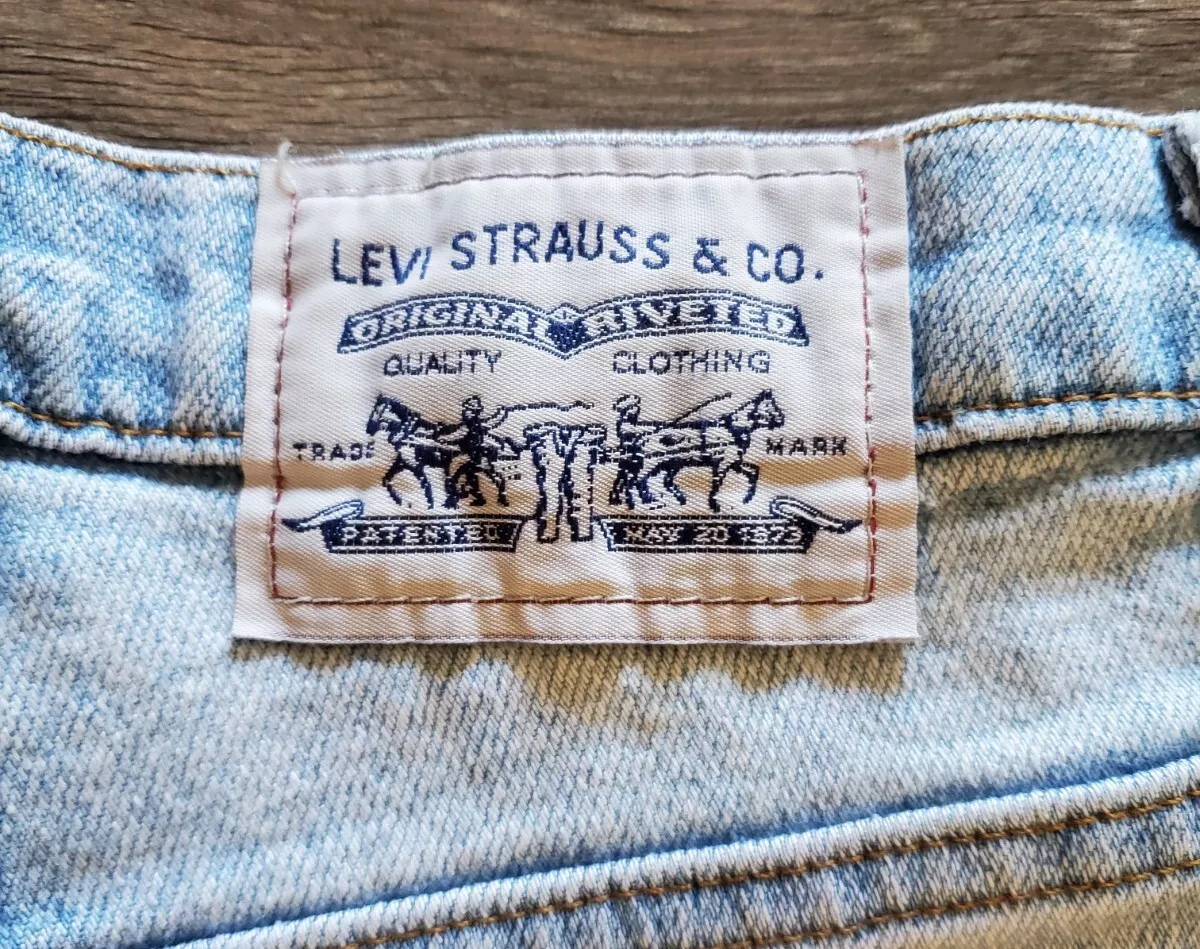 LEVI STRAUSS & CO.
ORIGINAL RIVETED
QUALITY CLOTHING
TRADE MARK
PATENTED MAY 20 1873